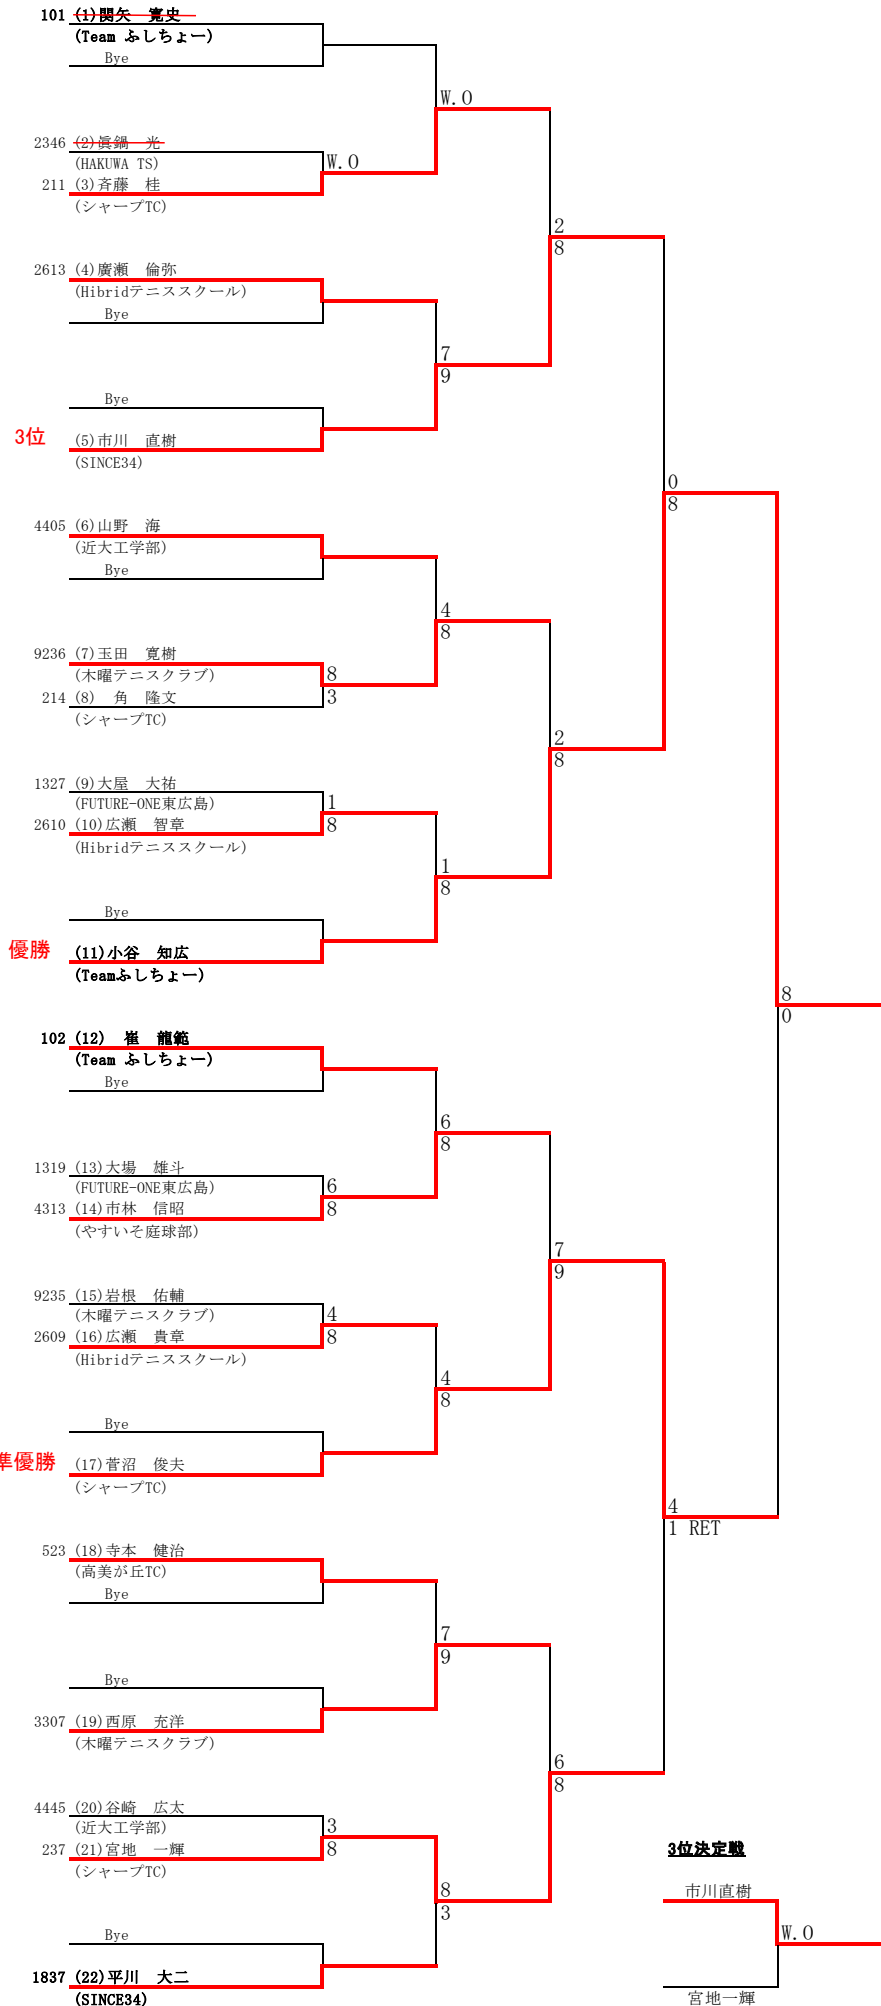 101 (1)関矢　寛史
(Team ふしちょー)
Bye
W.O
2346 (2)眞鍋　光
(HAKUWA TS)
W.O
211 (3)斉藤　桂
(シャープTC)
2
8
2613 (4)廣瀬　倫弥
(Hibridテニススクール)
Bye
7
9
Bye
3位
(5)市川　直樹
(SINCE34)
0
8
4405 (6)山野　海
(近大工学部)
Bye
4
8
9236 (7)玉田　寛樹
(木曜テニスクラブ)
8
3
214 (8)　角　隆文
(シャープTC)
2
8
1327 (9)大屋　大祐
(FUTURE-ONE東広島)
1
8
2610 (10)広瀬　智章
(Hibridテニススクール)
1
8
Bye
優勝
(11)小谷　知広
(Teamふしちょー)
8
0
102 (12)　崔　龍範
(Team ふしちょー)
Bye
6
8
1319 (13)大場　雄斗
(FUTURE-ONE東広島)
6
8
4313 (14)市林　信昭
(やすいそ庭球部)
7
9
9235 (15)岩根　佑輔
(木曜テニスクラブ)
4
8
2609 (16)広瀬　貴章
(Hibridテニススクール)
4
8
Bye
準優勝
(17)菅沼　俊夫
(シャープTC)
4
1 RET
523 (18)寺本　健治
(高美が丘TC)
Bye
7
9
Bye
3307 (19)西原　充洋
(木曜テニスクラブ)
6
8
4445 (20)谷崎　広太
(近大工学部)
3
8
237 (21)宮地　一輝
(シャープTC)
8
3
Bye
1837 (22)平川　大二
(SINCE34)
3位決定戦
市川直樹
W.O
宮地一輝